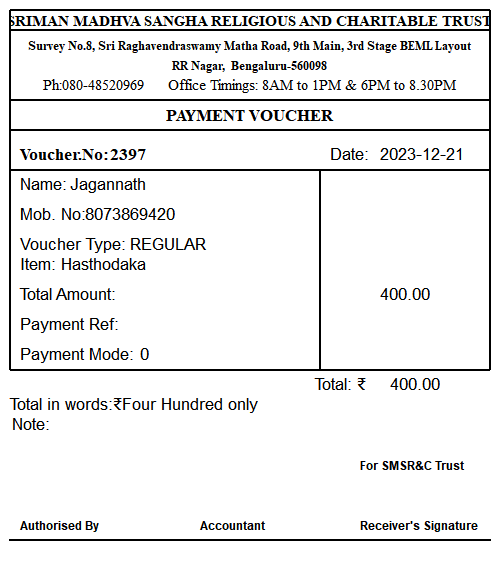 SRIMAN MADHVA SANGHA RELIGIOUS AND CHARITABLE TRUST
Survey No.8, Sri Raghavendraswamy Matha Road, 9th Main, 3rd Stage BEML Layout
RR Nagar, Bengaluru-560098
Ph:080-48520969 Office Timings: 8AM to 1PM & 6PM to 8.30PM
PAYMENT VOUCHER
Voucher.No: 2397 Date: 2023-12-21
Name: Jagannath
Mob. No:8073869420
Voucher Type: REGULAR
Item: Hasthodaka
Total Amount: 400.00
Payment Ref:
Payment Mode: 0
Total: ₹ 400.00
Total in words:₹Four Hundred only
Note:
For SMSR&C Trust
Authorised By Accountant Receiver's Signature